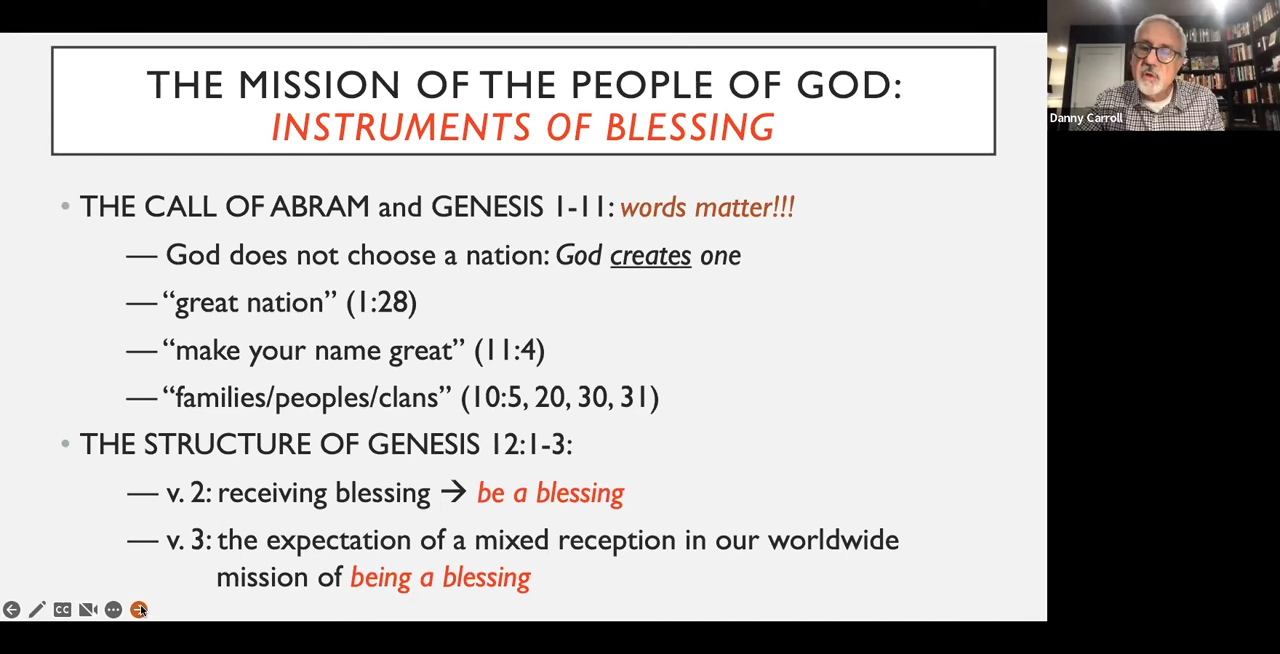 THE MISSION OF THE PEOPLE OF GOD:
INSTRUMENTS OF BLESSING
• THE CALL OF ABRAM and GENESIS 1-11: words matter!!!
— God does not choose a nation: God creates one
— “great nation” (1:28)
— “make your name great” (11:4)
— “families/peoples/clans” (10:5, 20, 30, 31)
• THE STRUCTURE OF GENESIS 12:1-3:
— v. 2: receiving blessing → be a blessing
— v. 3: the expectation of a mixed reception in our worldwide
mission of being a blessing
CC
Danny Carroll